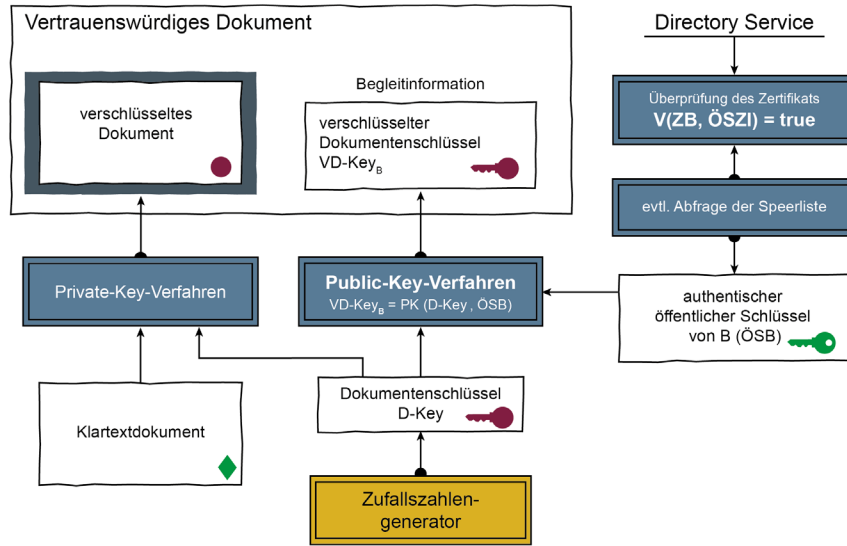 Vertrauenswürdiges Dokument
verschlüsseltes
Dokument
Begleitinformation
verschlüsselter
Dokumentenschlüssel
VD-Key_B
Directory Service
Überprüfung des Zertifikats
V(ZB, ÖSZI) = true
evtl. Abfrage der Speerliste
Private-Key-Verfahren
Public-Key-Verfahren
VD-Key_B = PK (D-Key , ÖSB)
authentischer
öffentlicher Schlüssel
von B (ÖSB)
Klartextdokument
Dokumentenschlüssel
D-Key
Zufallszahlen-
generator